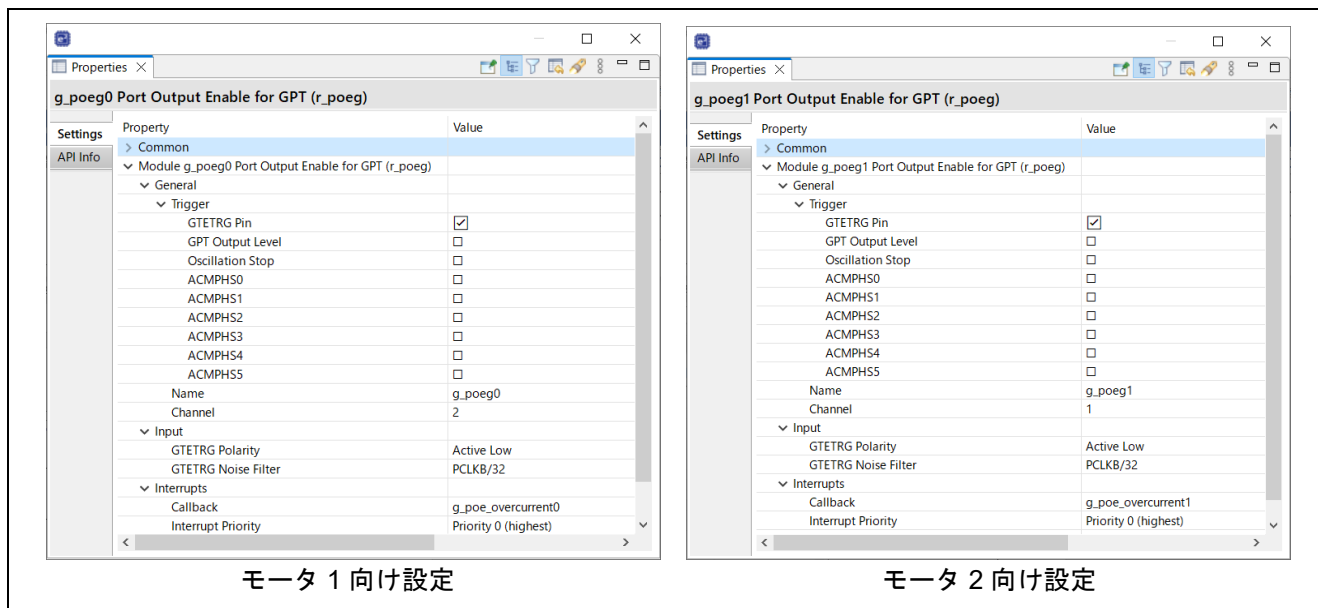 Properties
g_poeg0 Port Output Enable for GPT (r_poeg)
Settings
API Info
Property Value
Common
Module g_poeg0 Port Output Enable for GPT (r_poeg)
General
Trigger
GTETRG Pin
GPT Output Level
Oscillation Stop
ACMPHS0
ACMPHS1
ACMPHS2
ACMPHS3
ACMPHS4
ACMPHS5
Name g_poeg0
Channel 2
Input
GTETRG Polarity Active Low
GTETRG Noise Filter PCLKB/32
Interrupts
Callback g_poe_overcurrent0
Interrupt Priority Priority 0 (highest)
モータ 1 向け設定
Properties
g_poeg1 Port Output Enable for GPT (r_poeg)
Settings
API Info
Property Value
Common
Module g_poeg1 Port Output Enable for GPT (r_poeg)
General
Trigger
GTETRG Pin
GPT Output Level
Oscillation Stop
ACMPHS0
ACMPHS1
ACMPHS2
ACMPHS3
ACMPHS4
ACMPHS5
Name g_poeg1
Channel 1
Input
GTETRG Polarity Active Low
GTETRG Noise Filter PCLKB/32
Interrupts
Callback g_poe_overcurrent1
Interrupt Priority Priority 0 (highest)
モータ 2 向け設定